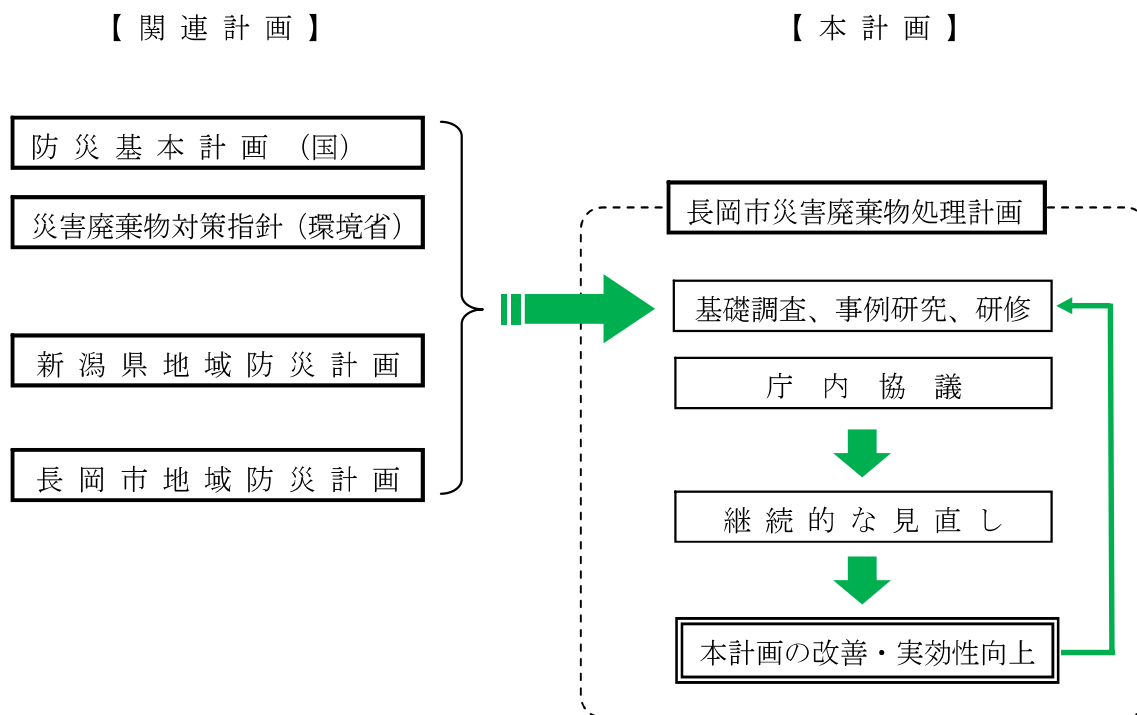 【関連計画】
防災基本計画（国）
災害廃棄物対策指針（環境省）
新潟県地域防災計画
長岡市地域防災計画
【本計画】
長岡市災害廃棄物処理計画
基礎調査、事例研究、研修
庁内協議
継続的な見直し
本計画の改善・実効性向上